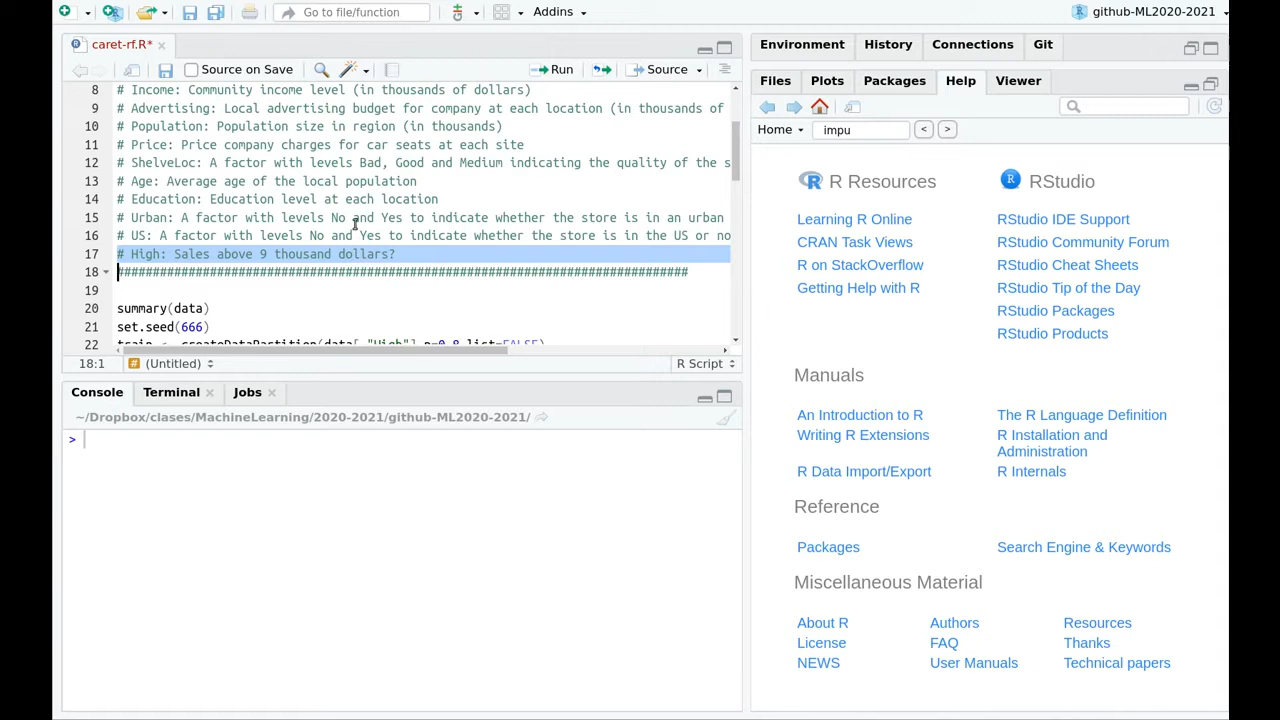 Go to file/function
Addins
github-ML2020-2021
caret-rf.R*
Source on Save
Run
Source
8 # Income: Community income level (in thousands of dollars)
9 # Advertising: Local advertising budget for company at each location (in thousands of
10 # Population: Population size in region (in thousands)
11 # Price: Price company charges for car seats at each site
12 # ShelveLoc: A factor with levels Bad, Good and Medium indicating the quality of the s
13 # Age: Average age of the local population
14 # Education: Education level at each location
15 # Urban: A factor with levels No and Yes to indicate whether the store is in an urban
16 # US: A factor with levels No and Yes to indicate whether the store is in the US or no
17 # High: Sales above 9 thousand dollars?
18 ################################################################################
19
20 summary(data)
21 set.seed(666)
22 train <- createDataPartition(data[,"High"],p=0.8,list=FALSE)
18:1
(Untitled)
R Script
Console
Terminal
Jobs
~/Dropbox/clases/MachineLearning/2020-2021/github-ML2020-2021/
>
Environment
History
Connections
Git
Files
Plots
Packages
Help
Viewer
Home
impu
< >
R Resources
Learning R Online
CRAN Task Views
R on StackOverflow
Getting Help with R
RStudio
RStudio IDE Support
RStudio Community Forum
RStudio Cheat Sheets
RStudio Tip of the Day
RStudio Packages
RStudio Products
Manuals
An Introduction to R
The R Language Definition
Writing R Extensions
R Installation and
Administration
R Data Import/Export
R Internals
Reference
Packages
Search Engine & Keywords
Miscellaneous Material
About R
Authors
Resources
License
FAQ
Thanks
NEWS
User Manuals
Technical papers